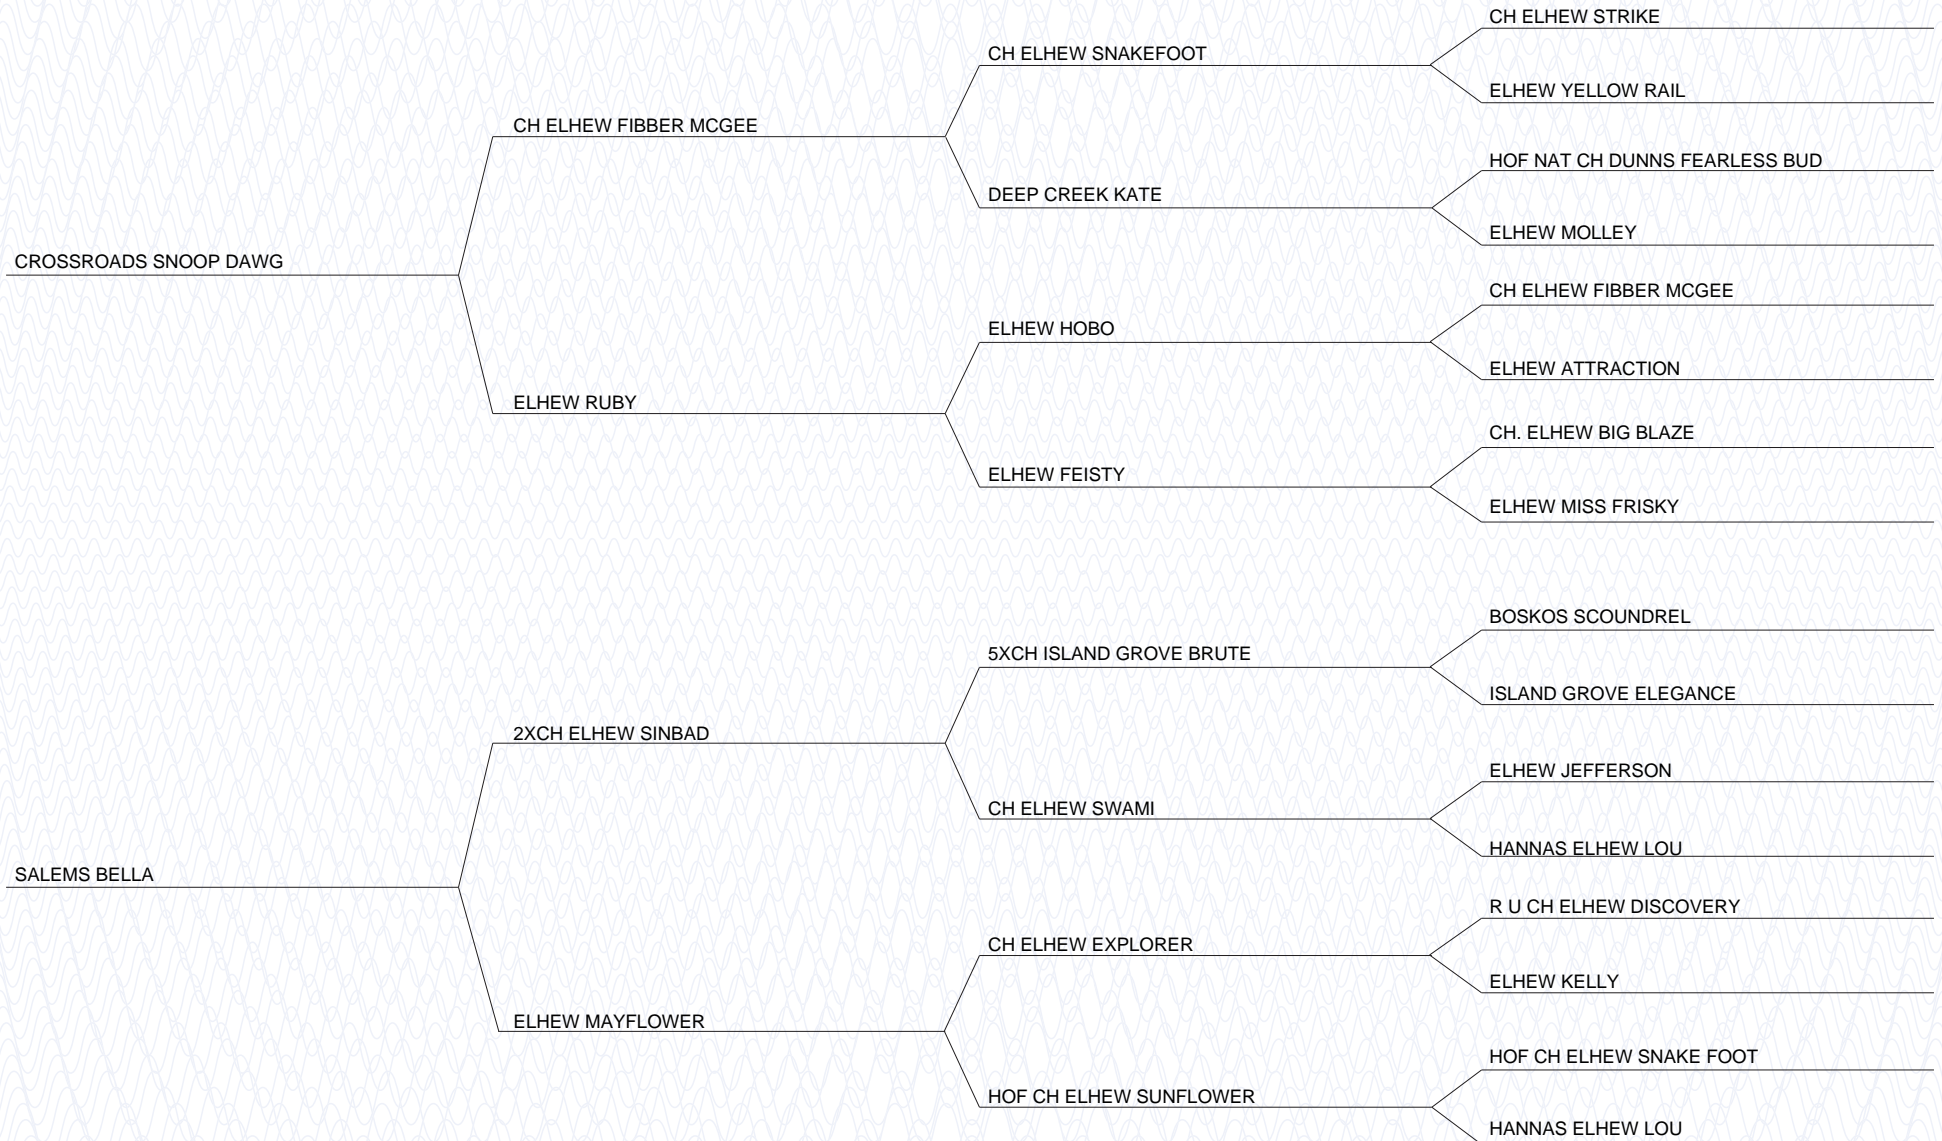 CH ELHEW STRIKE
CH ELHEW SNAKEFOOT
ELHEW YELLOW RAIL
CH ELHEW FIBBER MCGEE
HOF NAT CH DUNNS FEARLESS BUD
DEEP CREEK KATE
ELHEW MOLLEY
CROSSROADS SNOOP DAWG
CH ELHEW FIBBER MCGEE
ELHEW HOBO
ELHEW ATTRACTION
ELHEW RUBY
CH. ELHEW BIG BLAZE
ELHEW FEISTY
ELHEW MISS FRISKY
BOSKOS SCOUNDREL
5XCH ISLAND GROVE BRUTE
ISLAND GROVE ELEGANCE
2XCH ELHEW SINBAD
ELHEW JEFFERSON
CH ELHEW SWAMI
HANNAS ELHEW LOU
SALEMS BELLA
R U CH ELHEW DISCOVERY
CH ELHEW EXPLORER
ELHEW KELLY
ELHEW MAYFLOWER
HOF CH ELHEW SNAKE FOOT
HOF CH ELHEW SUNFLOWER
HANNAS ELHEW LOU